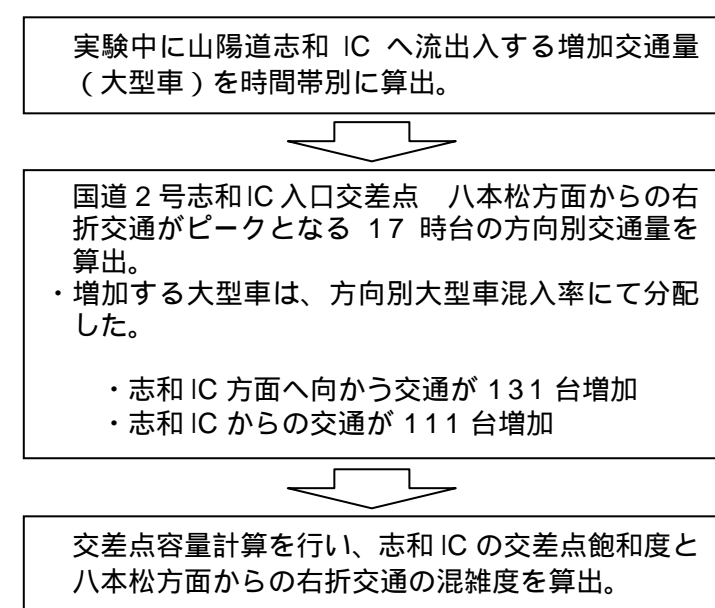 実験中に山陽道志和 IC へ流出入する増加交通量
(大型車)を時間帯別に算出。
国道2号志和IC入口交差点　八本松方面からの右
折交通がピークとなる 17 時台の方向別交通量を
算出。
・増加する大型車は、方向別大型車混入率にて分配
した。
・志和 IC 方面へ向かう交通が 131 台増加
・志和 IC からの交通が 111 台増加
交差点容量計算を行い、志和 IC の交差点飽和度と
八本松方面からの右折交通の混雑度を算出。